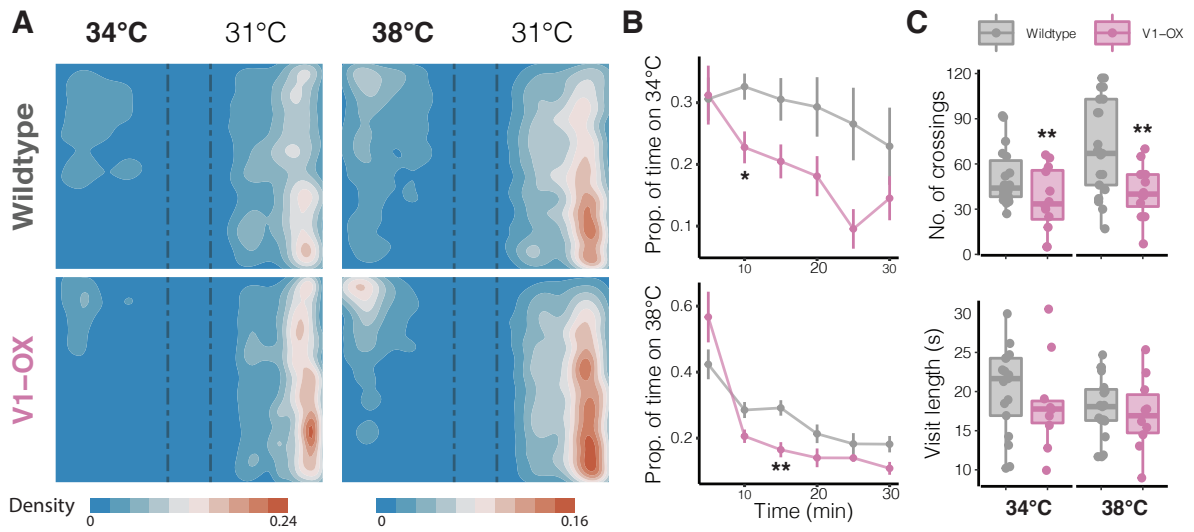 A
34°C 31°C 38°C 31°C
Wildtype
V1−OX
Density
0 0.24
0 0.16
B
Prop. of time on 34°C
0.3
0.2
0.1
*
10 20 30
Prop. of time on 38°C
0.6
0.4
0.2
**
10 20 30
Time (min)
C
Wildtype V1−OX
No. of crossings
120
90
60
30
0
** **
Visit length (s)
30
25
20
15
10
34°C 38°C